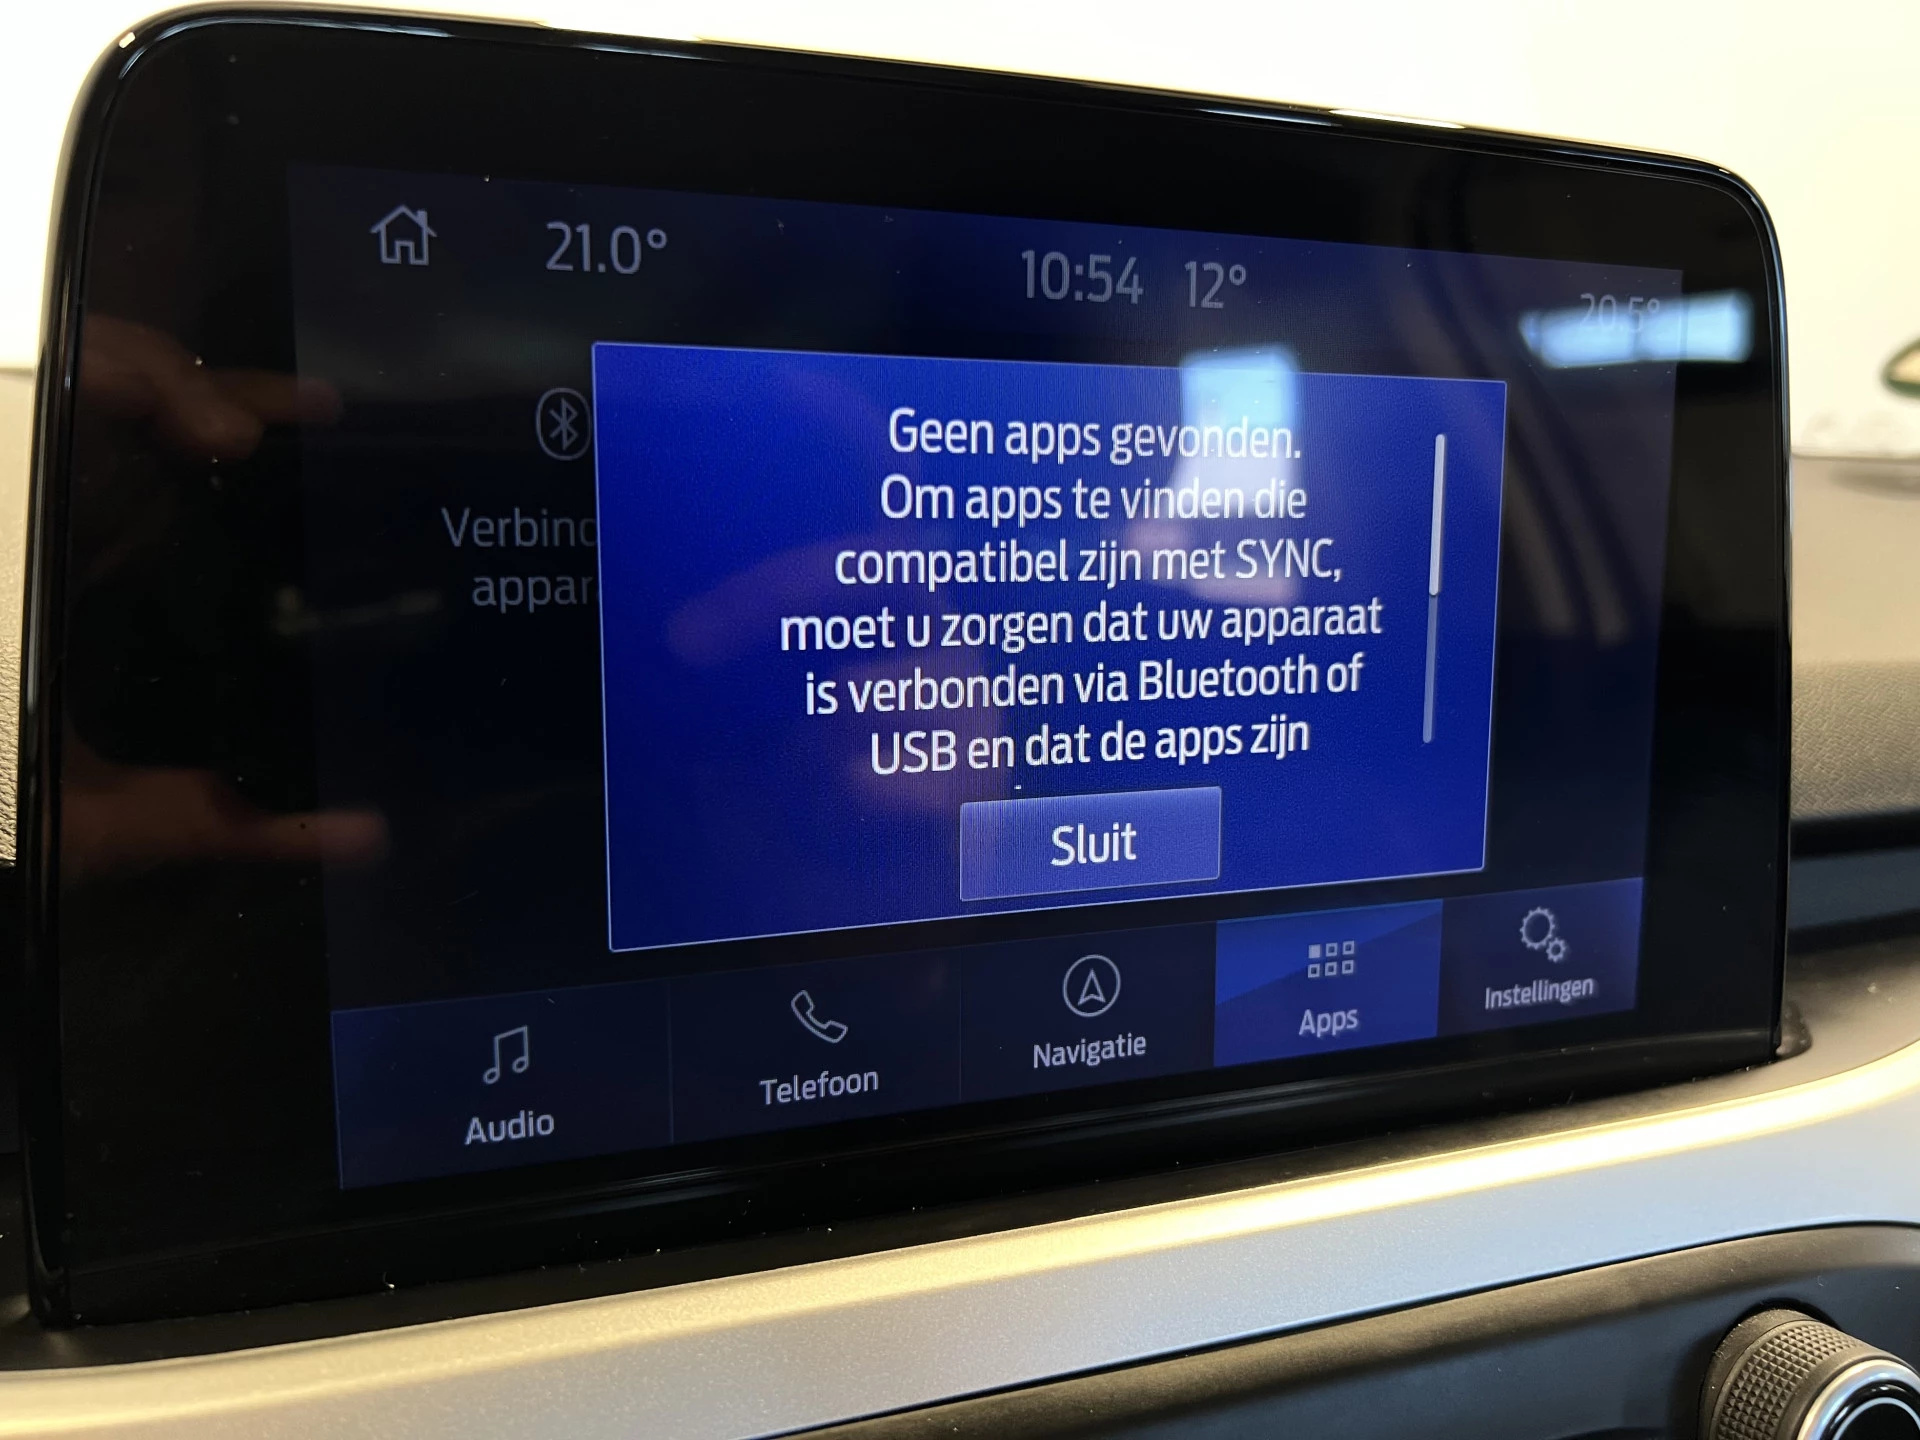 21.0°
10:54 12°
20.5°
Verbind
appar
Geen apps gevonden.
Om apps te vinden die
compatibel zijn met SYNC,
moet u zorgen dat uw apparaat
is verbonden via Bluetooth of
USB en dat de apps zijn
Sluit
Audio
Telefoon
Navigatie
Apps
Instellingen